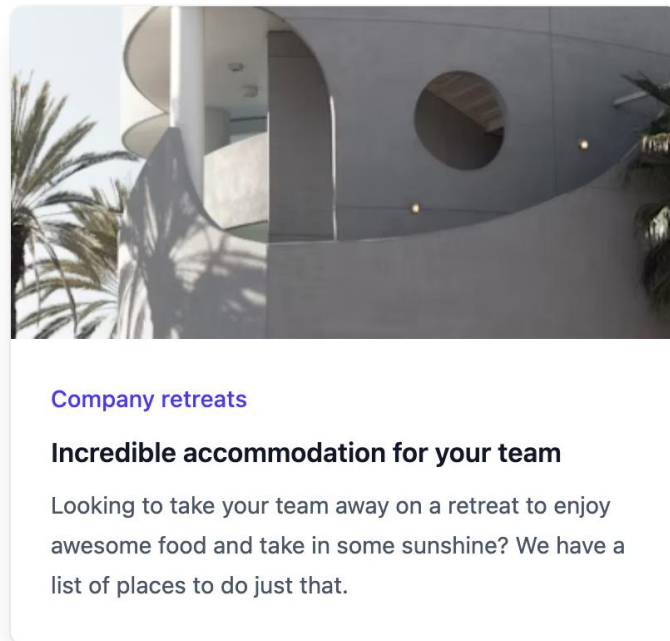 Company retreats
Incredible accommodation for your team
Looking to take your team away on a retreat to enjoy
awesome food and take in some sunshine? We have a
list of places to do just that.